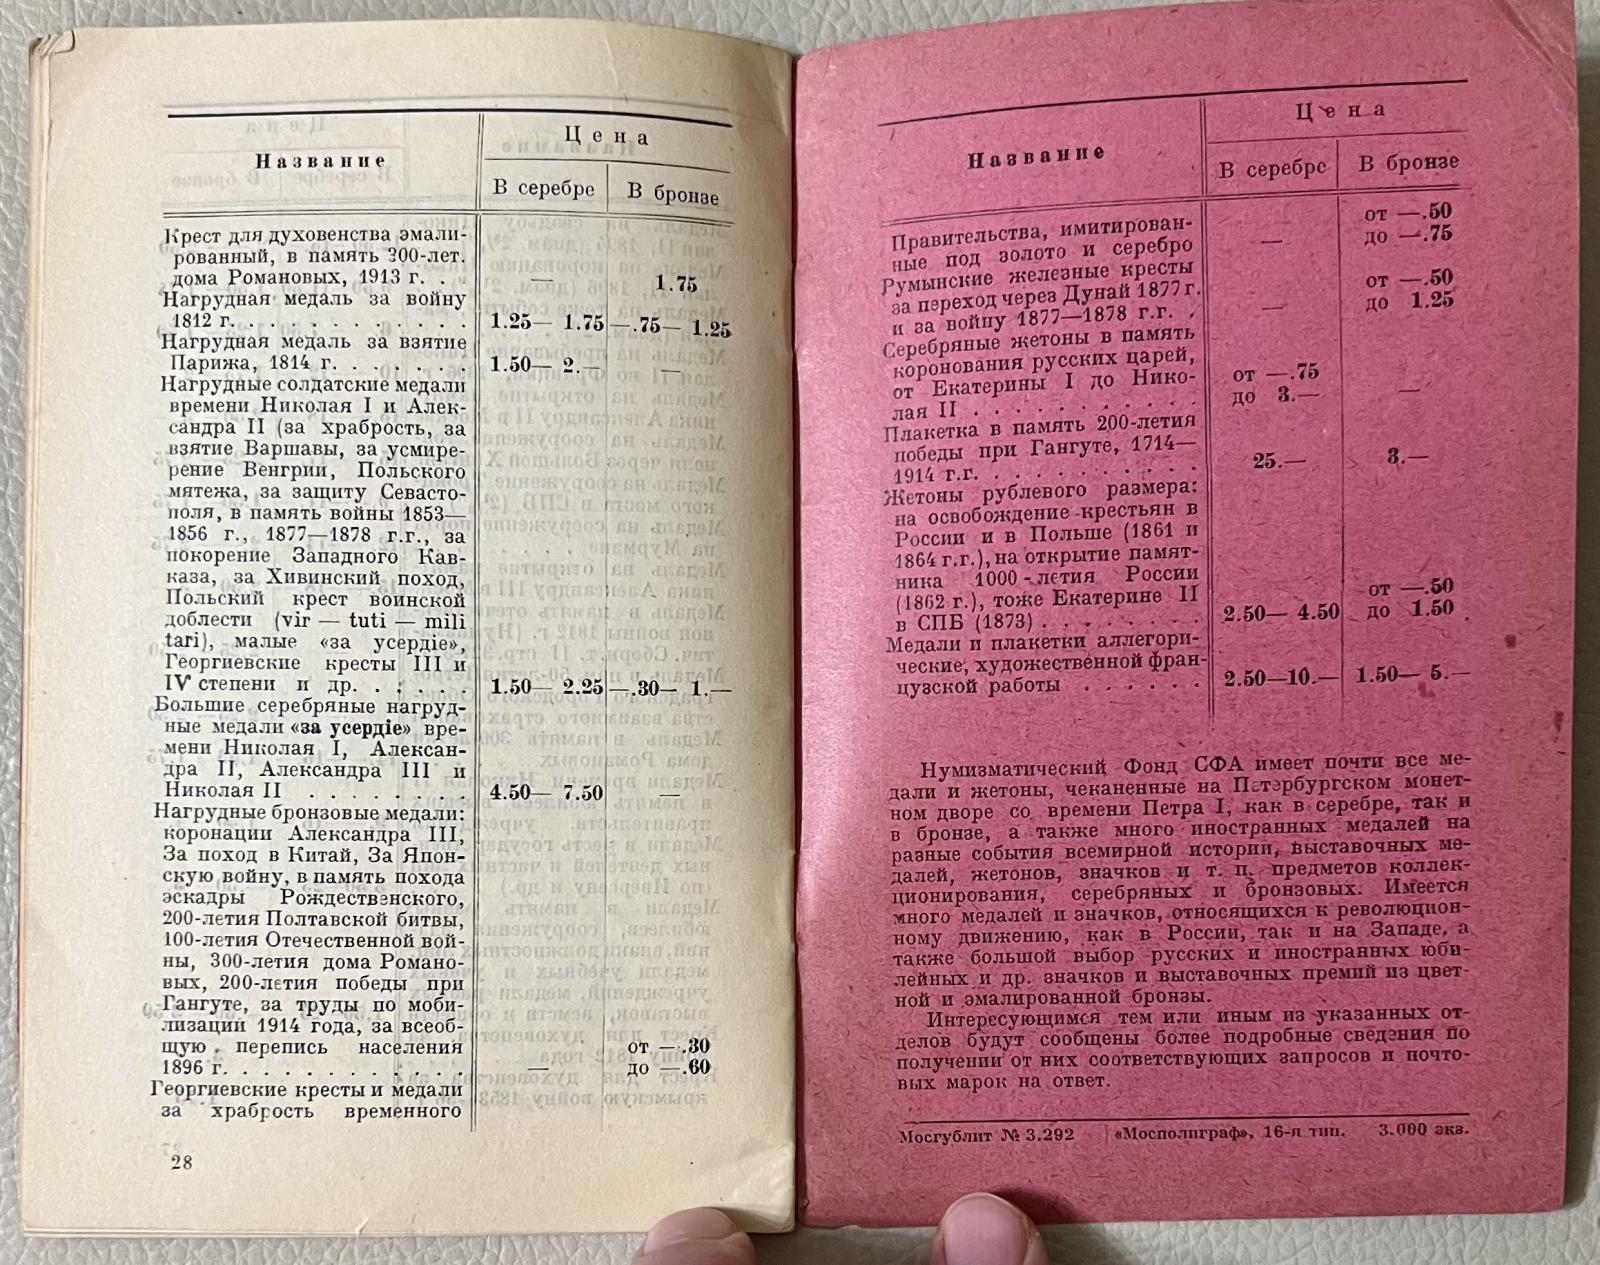 Название
Цена
В серебре
В бронзе
Крест для духовенства эмали-
рованный, в память 300-лет.
дома Романовых, 1913 г. . . — 1.75
Нагрудная медаль за войну
1812 г. . . . . . . . . . . . 1.25— 1.75 —.75— 1.25
Нагрудная медаль за взятие
Парижа, 1814 г. . . . . . . 1.50— 2.— —
Нагрудные солдатские медали
времени Николая I и Алек-
сандра II (за храбрость, за
взятие Варшавы, за усмире-
рение Венгрии, Польского
мятежа, за защиту Севасто-
поля, в память войны 1853—
1856 г., 1877—1878 г.г., за
покорение Западного Кав-
каза, за Хивинский поход,
Польский крест воинской
доблести (vir — tuti — mili
tari), малые «за усердіе»,
Георгиевские кресты III и
IV степени и др. . . . . . 1.50— 2.25 —.30— 1.—
Большие серебряные нагруд-
ные медали «за усердіе» вре-
мени Николая I, Алексан-
дра II, Александра III и
Николая II . . . . . . . . 4.50— 7.50 —
Нагрудные бронзовые медали:
коронации Александра III,
За поход в Китай, За Япон-
скую войну, в память похода
эскадры Рождественского,
200-летия Полтавской битвы,
100-летия Отечественной вой-
ны, 300-летия дома Романо-
вых, 200-летия победы при
Гангуте, за труды по моби-
лизации 1914 года, за всеоб-
щую перепись населения от —.30
1896 г. . . . . . . . . . . . — до —.60
Георгиевские кресты и медали
за храбрость временного
28
Название
Цена
В серебре
В бронзе
Правительства, имитирован- от —.50
ные под золото и серебро — до —.75
Румынские железные кресты
за переход через Дунай 1877 г. от —.50
и за войну 1877—1878 г.г. . — до 1.25
Серебряные жетоны в память
коронования русских царей,
от Екатерины I до Нико- от —.75
лая II . . . . . . . . . . . до 3.— —
Плакетка в память 200-летия
победы при Гангуте, 1714—
1914 г.г. . . . . . . . . . . 25.— 3.—
Жетоны рублевого размера:
на освобождение крестьян в
России и в Польше (1861 и
1864 г.г.), на открытие памят-
ника 1000-летия России
(1862 г.), тоже Екатерине II от —.50
в СПБ (1873) . . . . . . . . 2.50— 4.50 до 1.50
Медали и плакетки аллегори-
ческие, художественной фран-
цузской работы . . . . . . 2.50—10.— 1.50— 5.—
Нумизматический Фонд СФА имеет почти все ме-
дали и жетоны, чеканенные на Петербургском монет-
ном дворе со времени Петра I, как в серебре, так и
в бронзе, а также много иностранных медалей на
разные события всемирной истории, выставочных ме-
далей, жетонов, значков и т. п. предметов коллек-
ционирования, серебряных и бронзовых. Имеется
много медалей и значков, относящихся к революцион-
ному движению, как в России, так и на Западе, а
также большой выбор русских и иностранных юби-
лейных и др. значков и выставочных премий из цвет-
ной и эмалированной бронзы.
Интересующимся тем или иным из указанных от-
делов будут сообщены более подробные сведения по
получении от них соответствующих запросов и почто-
вых марок на ответ.
Мосгублит № 3.292 «Мосполиграф», 16-я тип. 3.000 экз.